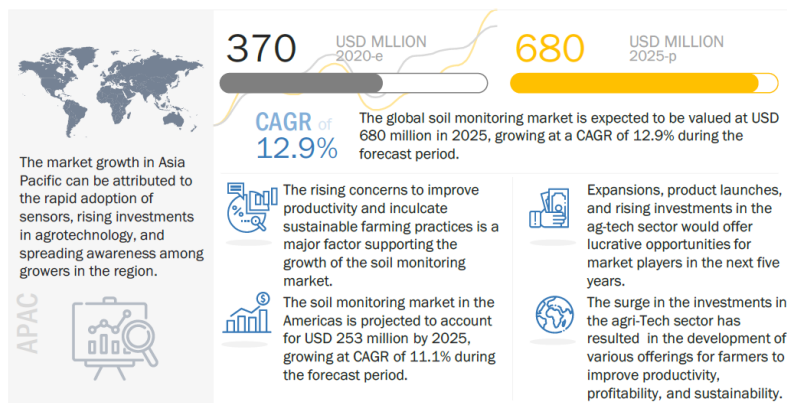 370
USD MLLION
2020-e
680
USD MILLION
2025-p
CAGR of
12.9%
The global soil monitoring market is expected to be valued at USD
680 million in 2025, growing at a CAGR of 12.9% during the
forecast period.
The market growth in Asia
Pacific can be attributed to
the rapid adoption of
sensors, rising investments
in agrotechnology, and
spreading awareness among
growers in the region.
APAC
The rising concerns to improve
productivity and inculcate
sustainable farming practices is a
major factor supporting the
growth of the soil monitoring
market.
The soil monitoring market in the
Americas is projected to account
for USD 253 million by 2025,
growing at CAGR of 11.1% during
the forecast period.
Expansions, product launches,
and rising investments in the
ag-tech sector would offer
lucrative opportunities for
market players in the next five
years.
The surge in the investments in
the agri-Tech sector has
resulted in the development of
various offerings for farmers to
improve productivity,
profitability, and sustainability.